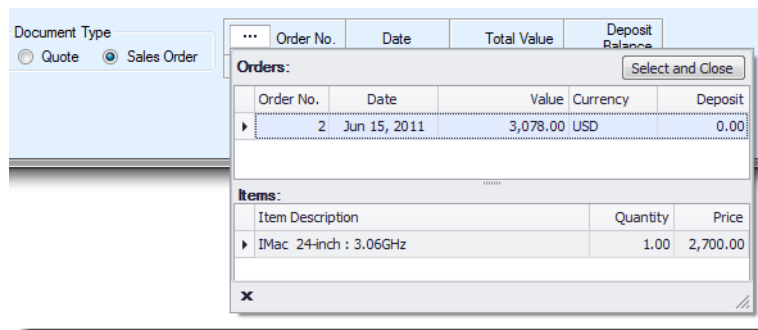 Document Type
Quote Sales Order
... Order No. Date Total Value Deposit Balance
Orders: Select and Close
Order No. Date Value Currency Deposit
2 Jun 15, 2011 3,078.00 USD 0.00
Items:
Item Description Quantity Price
IMac 24-inch : 3.06GHz 1.00 2,700.00
x